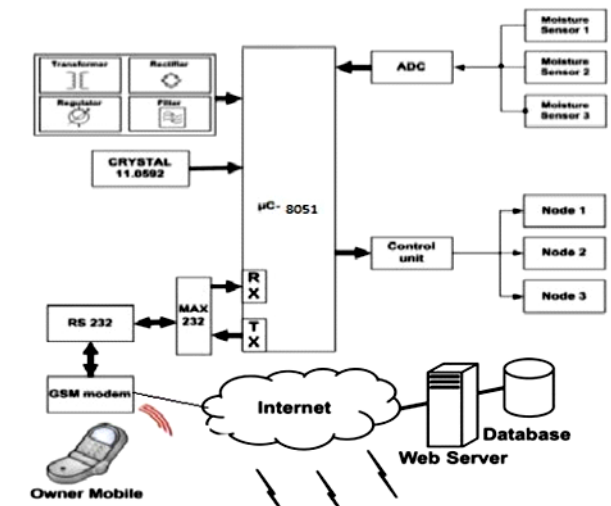 Transformer
Rectifier
Regulator
Filter
CRYSTAL
11.0592
µC- 8051
ADC
Moisture
Sensor 1
Moisture
Sensor 2
Moisture
Sensor 3
Control
unit
Node 1
Node 2
Node 3
R
X
T
X
MAX
232
RS 232
GSM modem
Internet
Owner Mobile
Web Server
Database